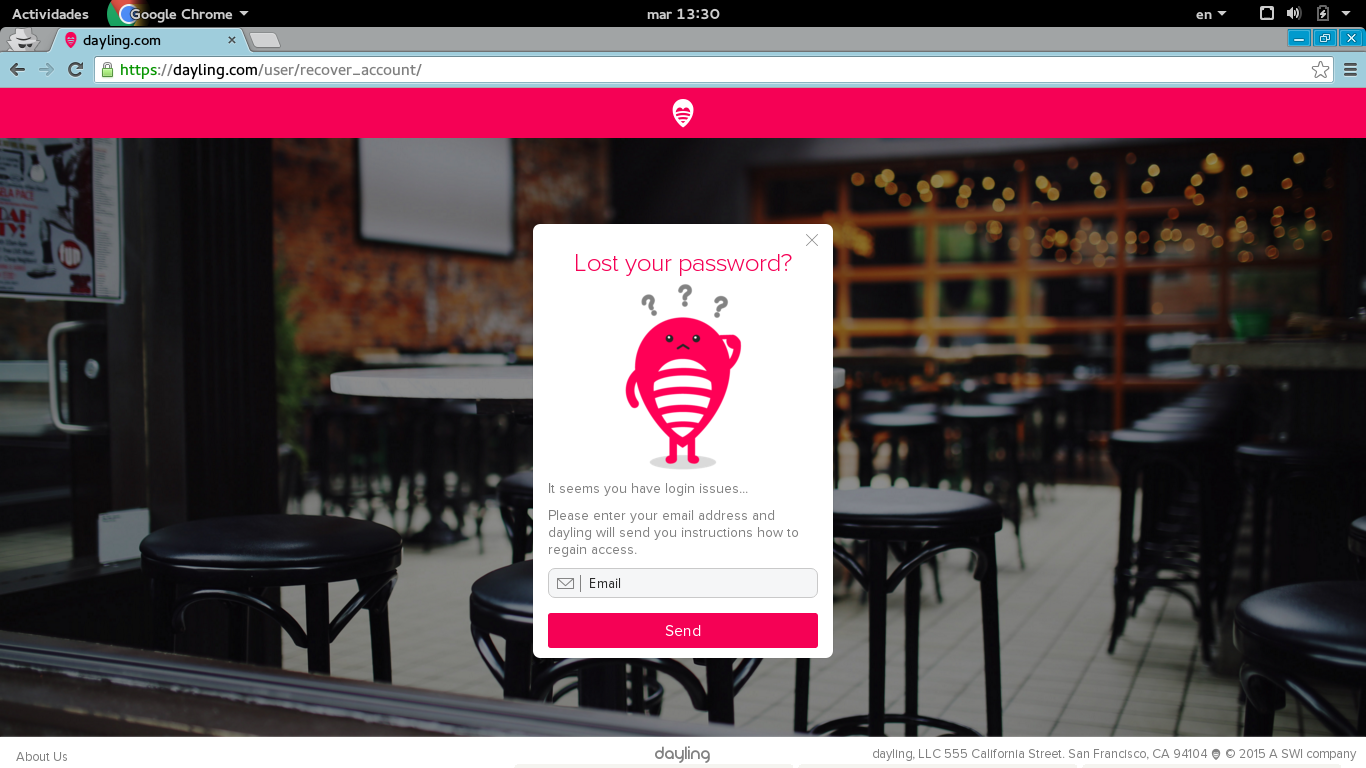 Actividades Google Chrome mar 13:30 en
dayling.com
https://dayling.com/user/recover_account/
Lost your password?
? ? ?
It seems you have login issues...
Please enter your email address and
dayling will send you instructions how to
regain access.
Email
Send
About Us dayling dayling, LLC 555 California Street. San Francisco, CA 94104 © 2015 A SWI company